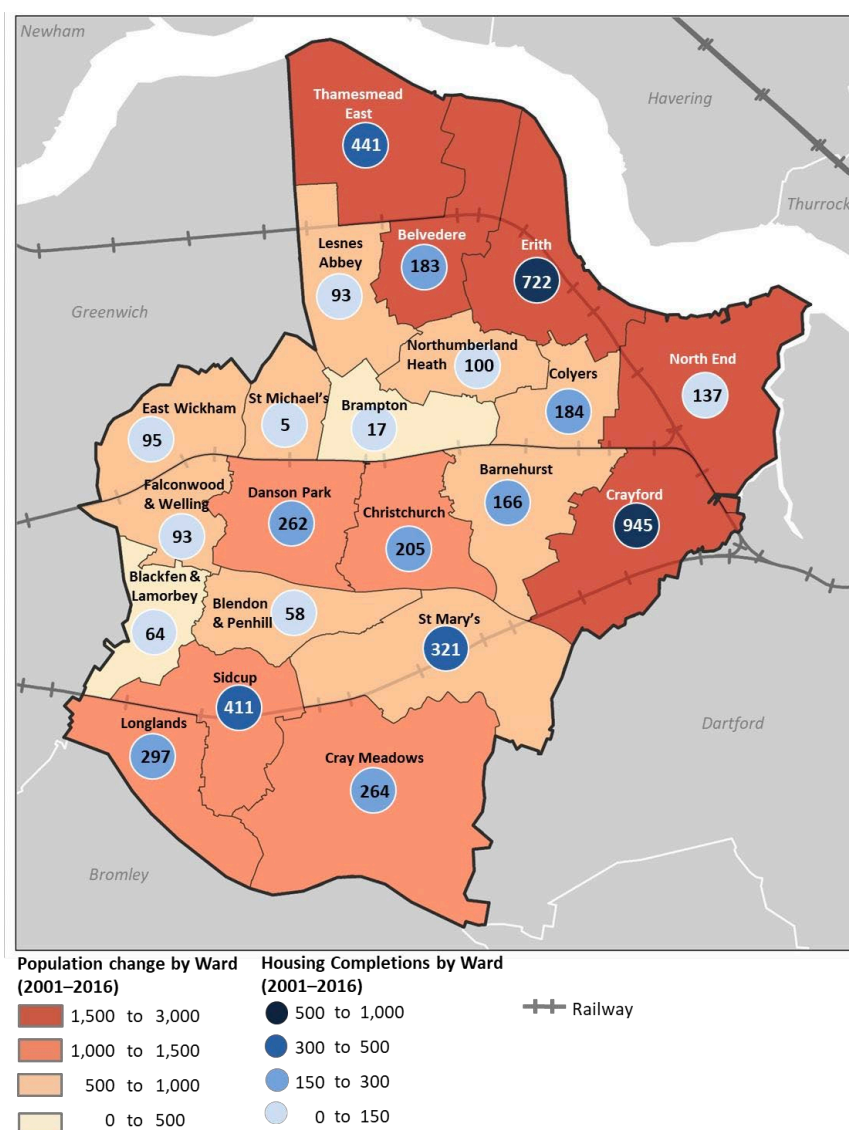 Newham
Havering
Thurrock
Greenwich
Dartford
Bromley
Thamesmead
East
441
Lesnes
Abbey
93
Belvedere
183
Erith
722
Northumberland
Heath
100
Colyers
184
North End
137
East Wickham
95
St Michael's
5
Brampton
17
Falconwood
& Welling
93
Danson Park
262
Christchurch
205
Barnehurst
166
Crayford
945
Blackfen &
Lamorbey
64
Blendon
& Penhill
58
St Mary's
321
Sidcup
411
Longlands
297
Cray Meadows
264
Population change by Ward
(2001–2016)
1,500 to 3,000
1,000 to 1,500
500 to 1,000
0 to 500
Housing Completions by Ward
(2001–2016)
500 to 1,000
300 to 500
150 to 300
0 to 150
Railway